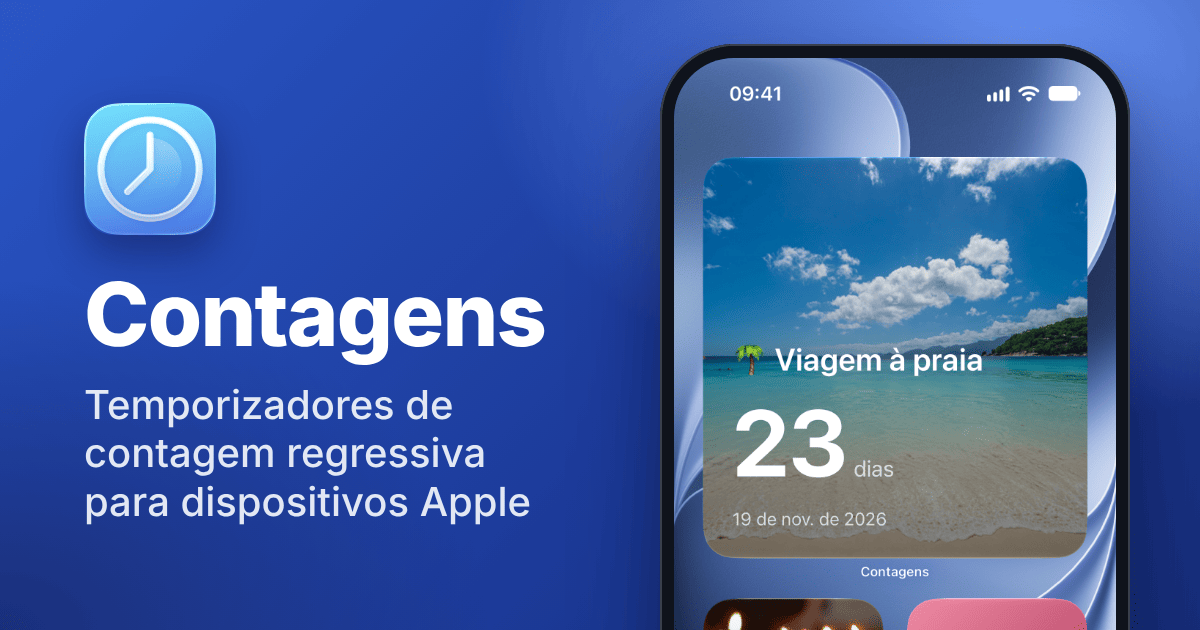 Contagens
Temporizadores de
contagem regressiva
para dispositivos Apple
09:41
Viagem à praia
23 dias
19 de nov. de 2026
Contagens